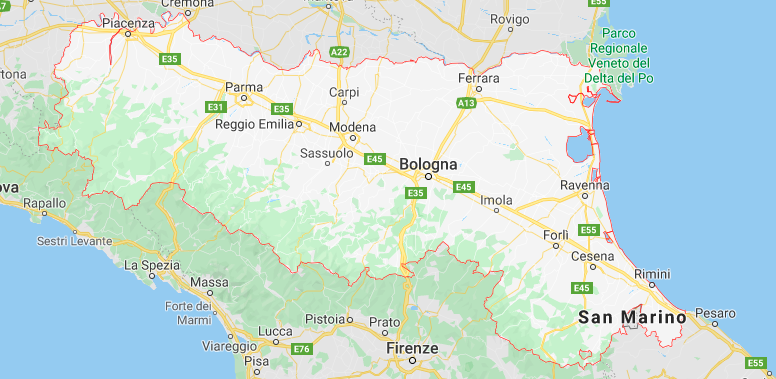 Cremona
E55
Piacenza
Rovigo
Parco
Regionale
Veneto del
Delta del Po
A22
E35
Ferrara
Parma
Carpi
E31
E35
A13
Reggio Emilia
Modena
Sassuolo
E45
Bologna
E35
E45
Ravenna
Imola
Rapallo
E55
Sestri Levante
Forlì
Cesena
La Spezia
Rimini
Massa
E45
Forte dei
Marmi
San Marino
Pesaro
Pistoia
Prato
Lucca
Viareggio
E76
Firenze
Pisa
E55